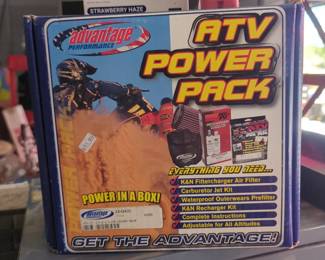 STRAWBERRY HAZE
advantage
PERFORMANCE
ATV
POWER
PACK
K&N
EVERYTHING YOU NEED...
K&N Filtercharger Air Filter
Carburetor Jet Kit
Waterproof Outerwears Prefilter
K&N Recharger Kit
Complete Instructions
Adjustable for All Altitudes
POWER IN A BOX!
GET THE ADVANTAGE!